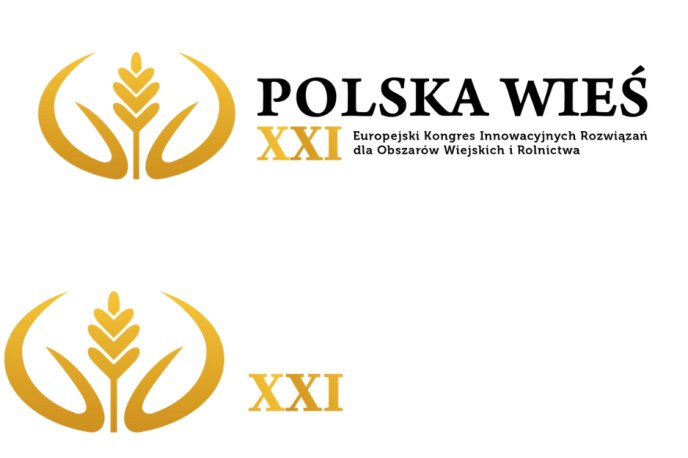 POLSKA WIEŚ
XXI
Europejski Kongres Innowacyjnych Rozwiązań
dla Obszarów Wiejskich i Rolnictwa
XXI